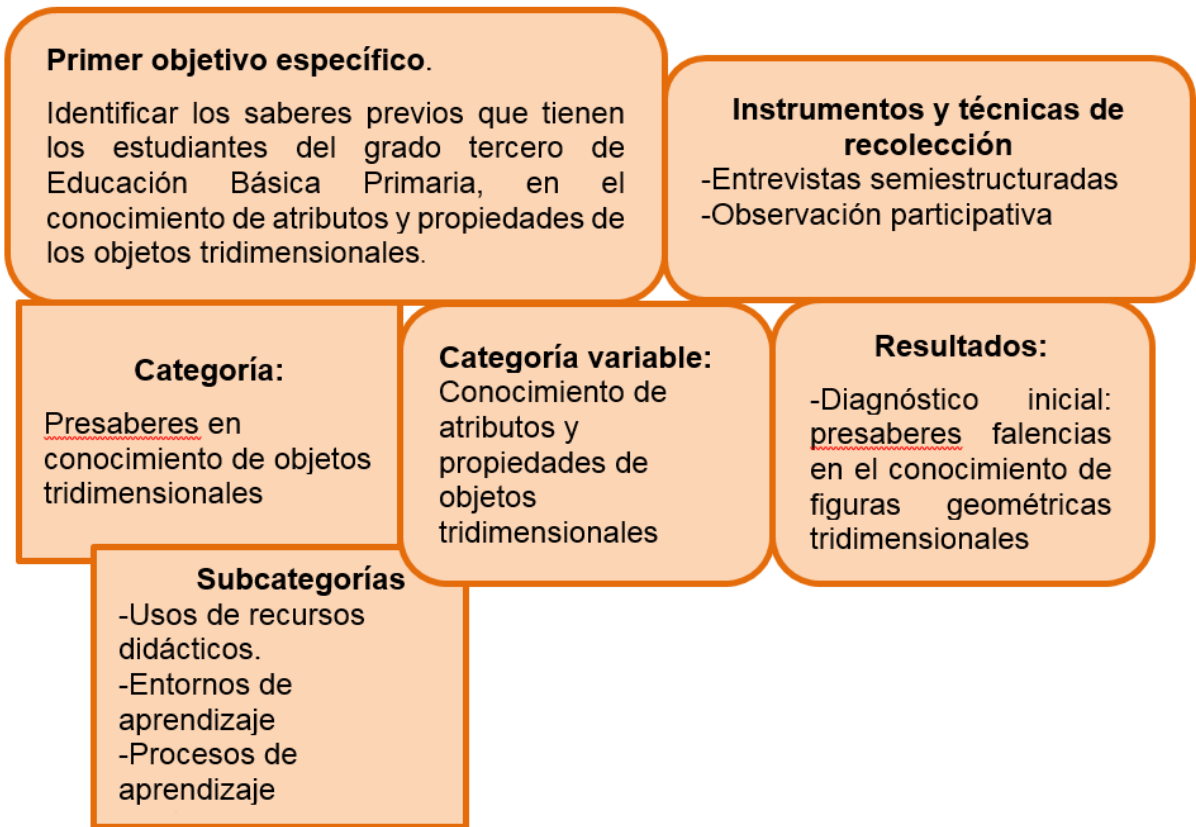 Primer objetivo específico.
Identificar los saberes previos que tienen
los estudiantes del grado tercero de
Educación Básica Primaria, en el
conocimiento de atributos y propiedades de
los objetos tridimensionales.
Instrumentos y técnicas de
recolección
-Entrevistas semiestructuradas
-Observación participativa
Categoría:
Presaberes en
conocimiento de objetos
tridimensionales
Categoría variable:
Conocimiento de
atributos y
propiedades de
objetos
tridimensionales
Resultados:
-Diagnóstico inicial:
presaberes falencias
en el conocimiento de
figuras geométricas
tridimensionales
Subcategorías
-Usos de recursos
didácticos.
-Entornos de
aprendizaje
-Procesos de
aprendizaje